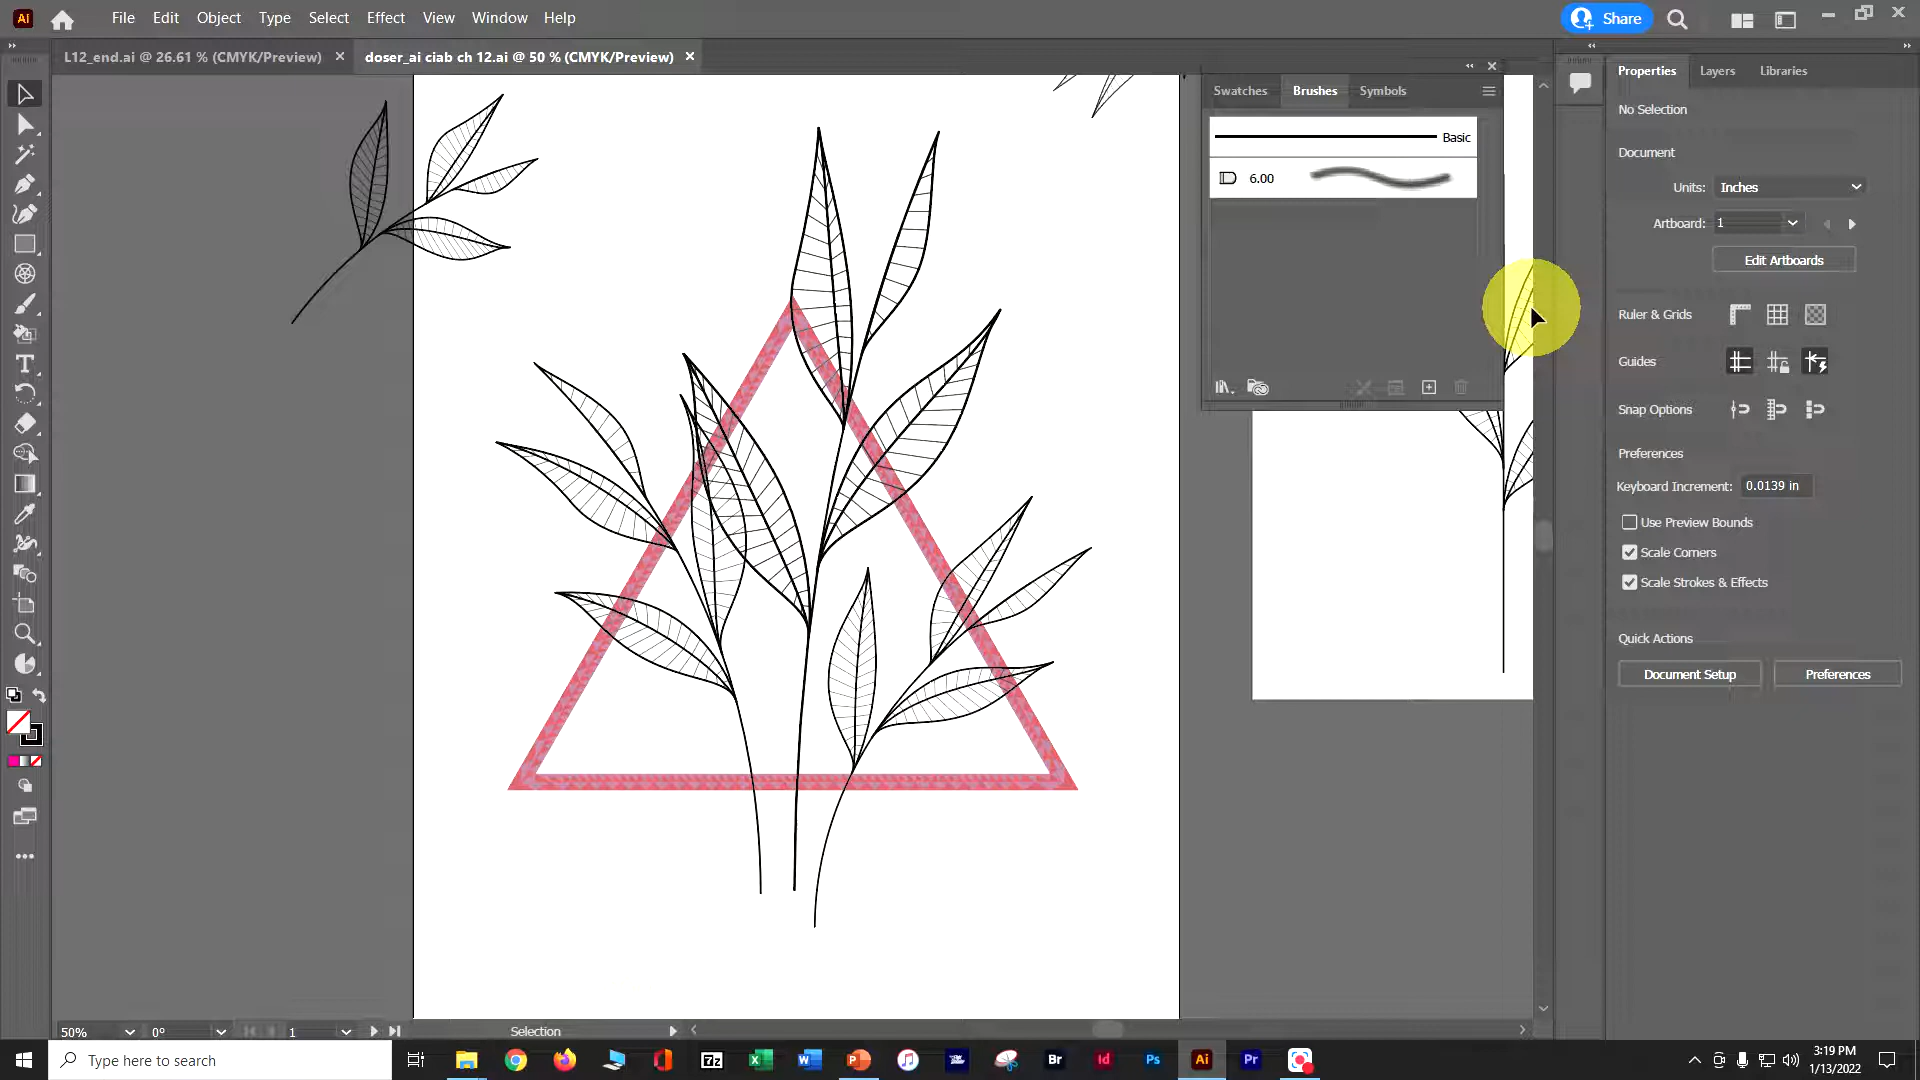 Ai File Edit Object Type Select Effect View Window Help Share
L12_end.ai @ 26.61 % (CMYK/Preview) doser_ai ciab ch 12.ai @ 50 % (CMYK/Preview)
Swatches Brushes Symbols
Basic
6.00
Properties Layers Libraries
No Selection
Document
Units: Inches
Artboard: 1
Edit Artboards
Ruler & Grids
Guides
Snap Options
Preferences
Keyboard Increment: 0.0139 in
Use Preview Bounds
Scale Corners
Scale Strokes & Effects
Quick Actions
Document Setup Preferences
50% 0° 1 Selection
Type here to search
7z Br Id Ps Ai Pr
3:19 PM
1/13/2022